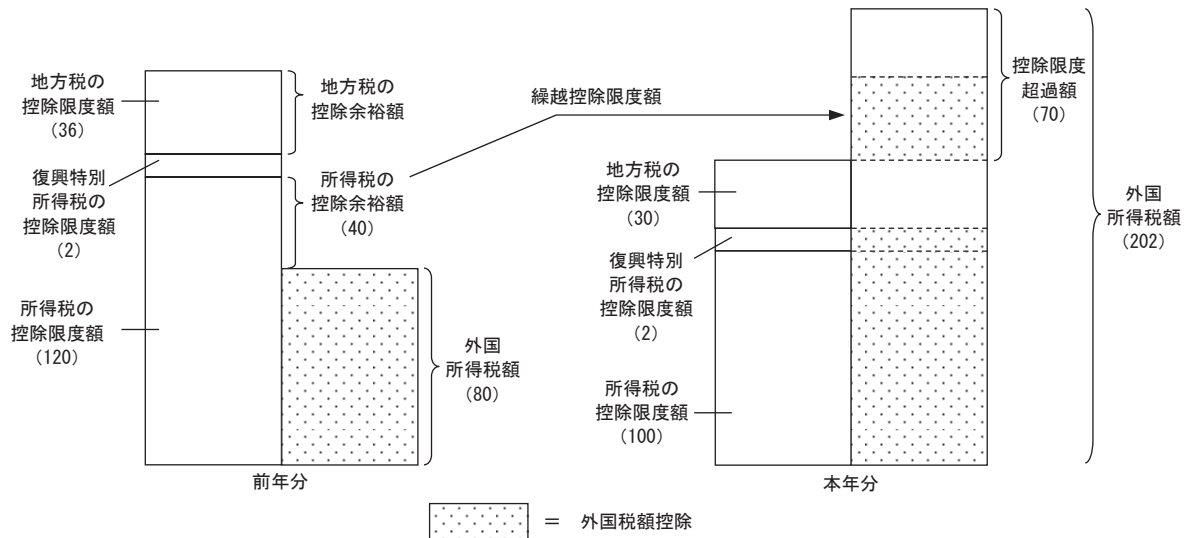 地方税の
控除限度額
（36）
復興特別
所得税の
控除限度額
（2）
所得税の
控除限度額
（120）
地方税の
控除余裕額
所得税の
控除余裕額
（40）
外国
所得税額
（80）
前年分
繰越控除限度額
地方税の
控除限度額
（30）
復興特別
所得税の
控除限度額
（2）
所得税の
控除限度額
（100）
控除限度
超過額
（70）
外国
所得税額
（202）
本年分
＝ 外国税額控除